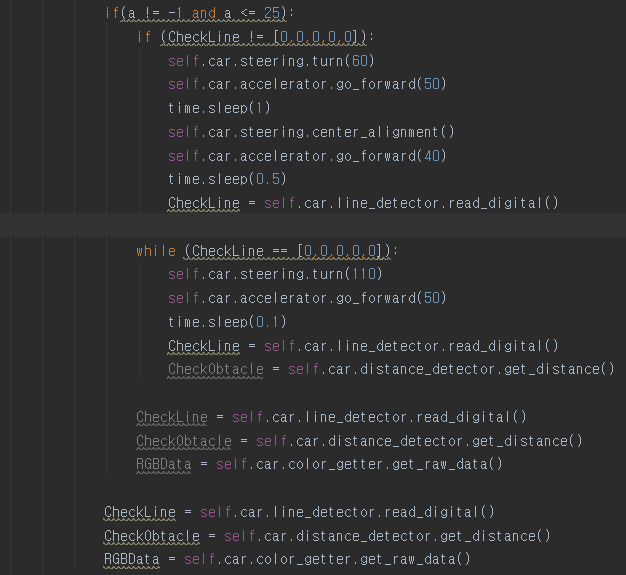 if(a != -1 and a <= 25):
if (CheckLine != [0,0,0,0,0]):
self.car.steering.turn(60)
self.car.accelerator.go_forward(50)
time.sleep(1)
self.car.steering.center_alignment()
self.car.accelerator.go_forward(40)
time.sleep(0.5)
CheckLine = self.car.line_detector.read_digital()
while (CheckLine == [0,0,0,0,0]):
self.car.steering.turn(110)
self.car.accelerator.go_forward(50)
time.sleep(0.1)
CheckLine = self.car.line_detector.read_digital()
CheckObtacle = self.car.distance_detector.get_distance()
CheckLine = self.car.line_detector.read_digital()
CheckObtacle = self.car.distance_detector.get_distance()
RGBData = self.car.color_getter.get_raw_data()
CheckLine = self.car.line_detector.read_digital()
CheckObtacle = self.car.distance_detector.get_distance()
RGBData = self.car.color_getter.get_raw_data()